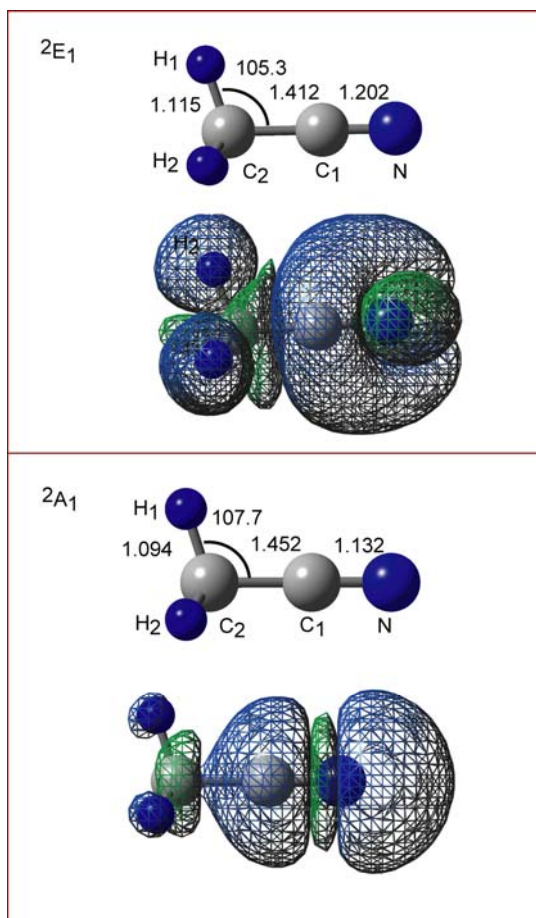 ²E₁
H₁
105.3
1.115
1.412
1.202
H₂
C₂
C₁
N
H₂
²A₁
H₁
107.7
1.094
1.452
1.132
H₂
C₂
C₁
N